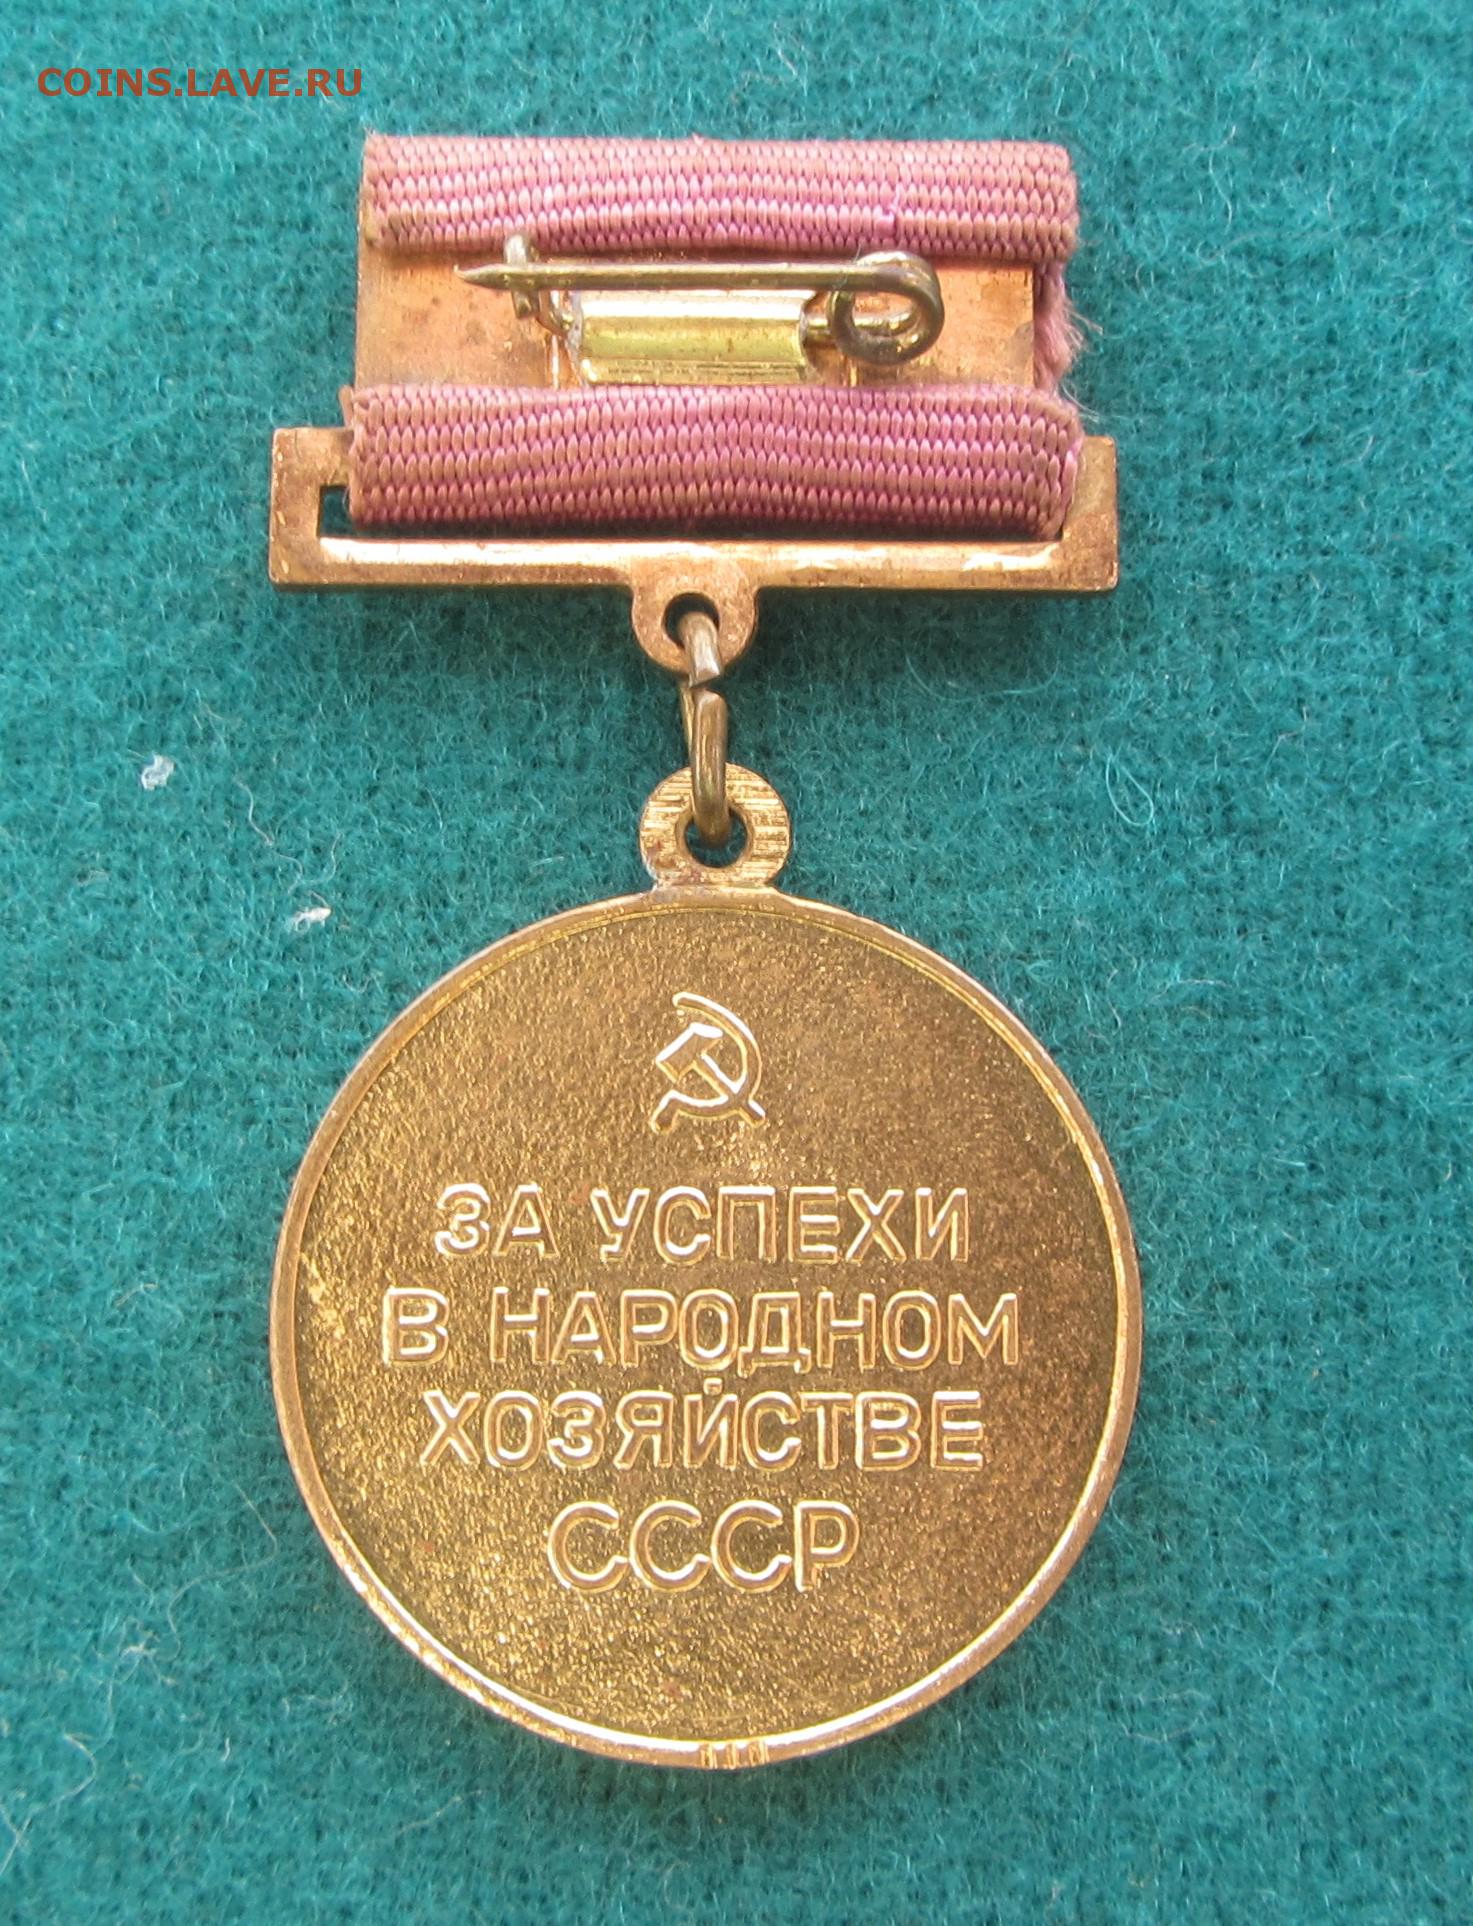 COINS.LAVE.RU
ЗА УСПЕХИ
В НАРОДНОМ
ХОЗЯЙСТВЕ
СССР